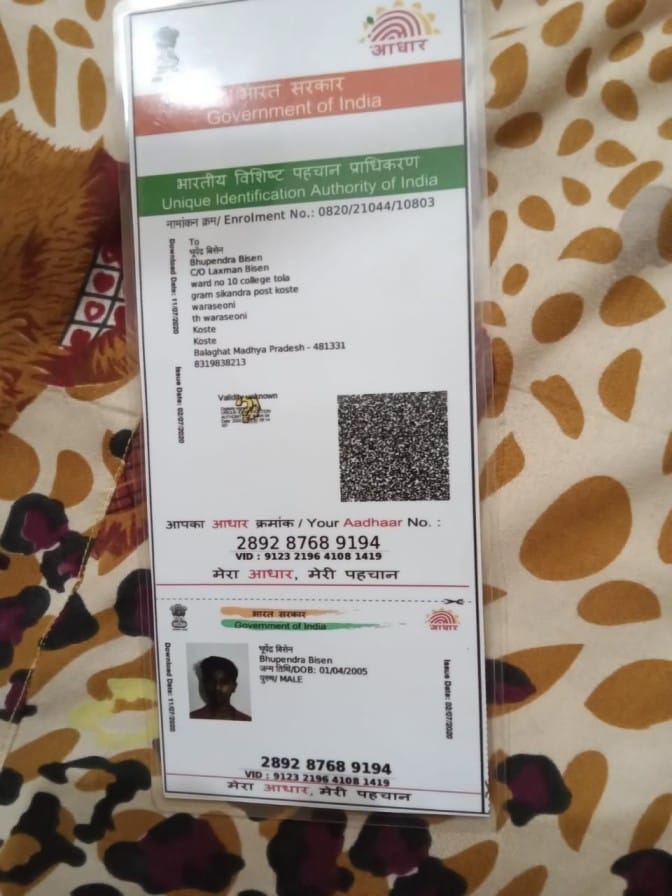 आधार
भारत सरकार
Government of India
भारतीय विशिष्ट पहचान प्राधिकरण
Unique Identification Authority of India
नामांकन क्रम/ Enrolment No.: 0820/21044/10803
To
भूपेंद्र बिसेन
Bhupendra Bisen
C/O Laxman Bisen
ward no 10 college tola
gram sikandra post koste
waraseoni
th waraseoni
Koste
Koste
Balaghat Madhya Pradesh - 481331
8319838213
Download Date: 11/07/2020
Issue Date: 02/07/2020
Validity unknown
आपका आधार क्रमांक / Your Aadhaar No. :
2892 8768 9194
VID : 9123 2196 4108 1419
मेरा आधार, मेरी पहचान
भारत सरकार
Government of India
आधार
Download Date: 11/07/2020
भूपेंद्र बिसेन
Bhupendra Bisen
जन्म तिथि/DOB: 01/04/2005
पुरुष/ MALE
Issue Date: 02/07/2020
2892 8768 9194
VID : 9123 2196 4108 1419
मेरा आधार, मेरी पहचान